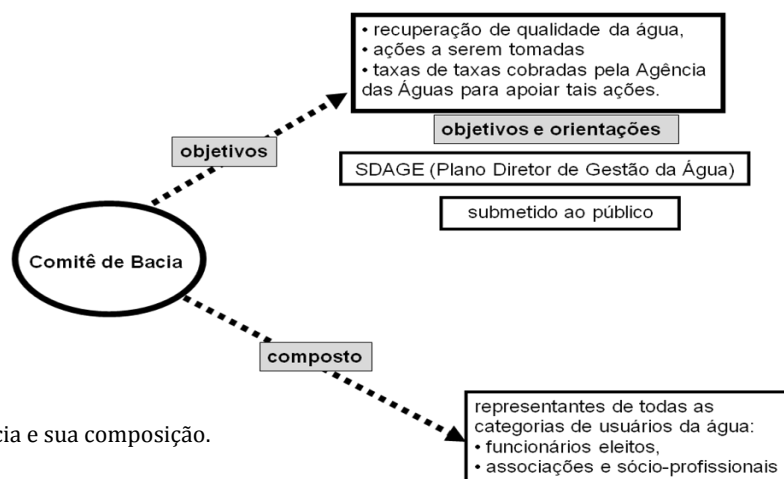 • recuperação de qualidade da água,
• ações a serem tomadas
• taxas de taxas cobradas pela Agência
das Águas para apoiar tais ações.
objetivos e orientações
objetivos
SDAGE (Plano Diretor de Gestão da Água)
submetido ao público
Comitê de Bacia
composto
representantes de todas as
categorias de usuários da água:
• funcionários eleitos,
• associações e sócio-profissionais
e sua composição.